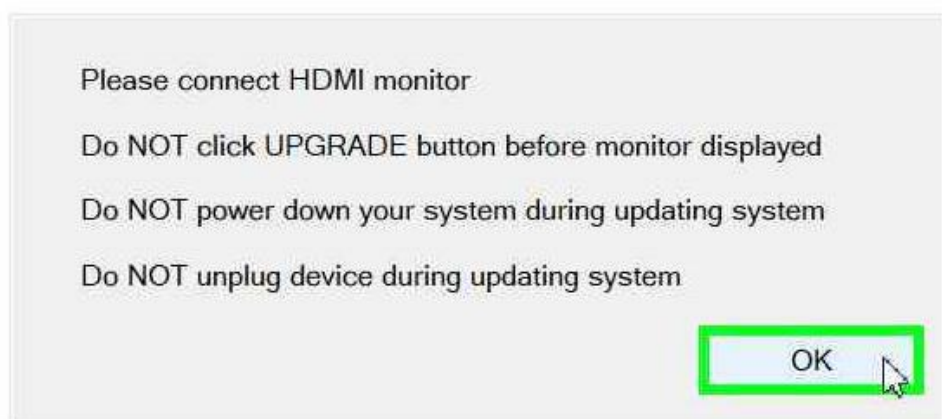 Please connect HDMI monitor
Do NOT click UPGRADE button before monitor displayed
Do NOT power down your system during updating system
Do NOT unplug device during updating system
OK